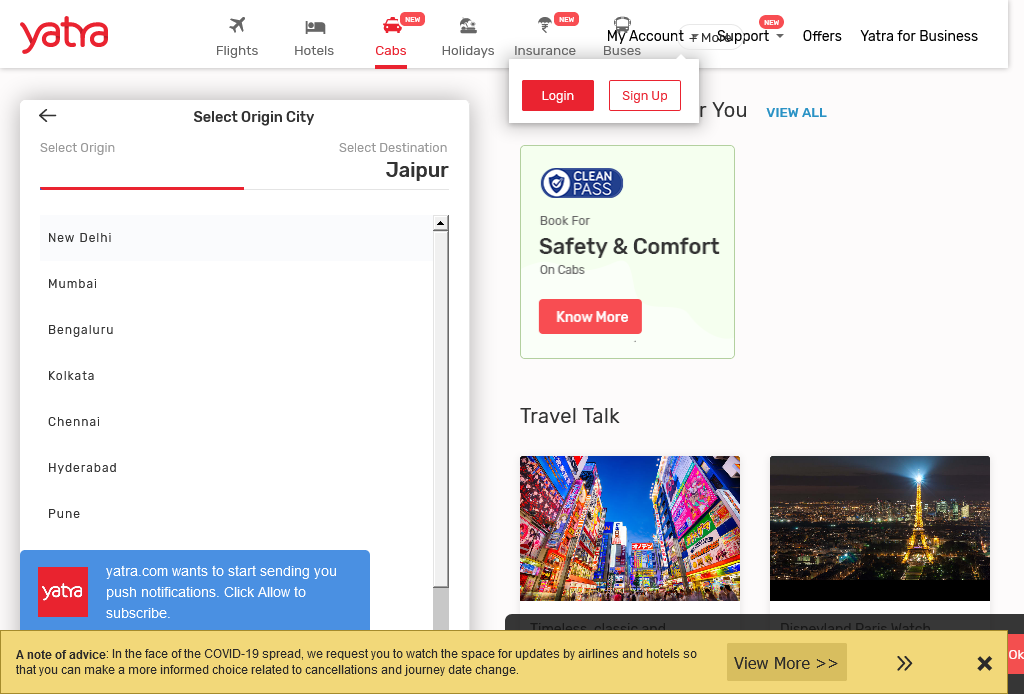 yatra
NEW
NEW
NEW
Flights
Hotels
Cabs
Holidays
Insurance
Buses
My Account
More
Support
Offers
Yatra for Business
Login
Sign Up
Select Origin City
Select Origin
Select Destination
Jaipur
New Delhi
Mumbai
Bengaluru
Kolkata
Chennai
Hyderabad
Pune
r You
VIEW ALL
CLEAN
PASS
Book For
Safety & Comfort
On Cabs
Know More
Travel Talk
Timeless, classic and
Disneyland Paris Watch
yatra
yatra.com wants to start sending you
push notifications. Click Allow to
subscribe.
A note of advice: In the face of the COVID-19 spread, we request you to watch the space for updates by airlines and hotels so
that you can make a more informed choice related to cancellations and journey date change.
View More >>
Ok